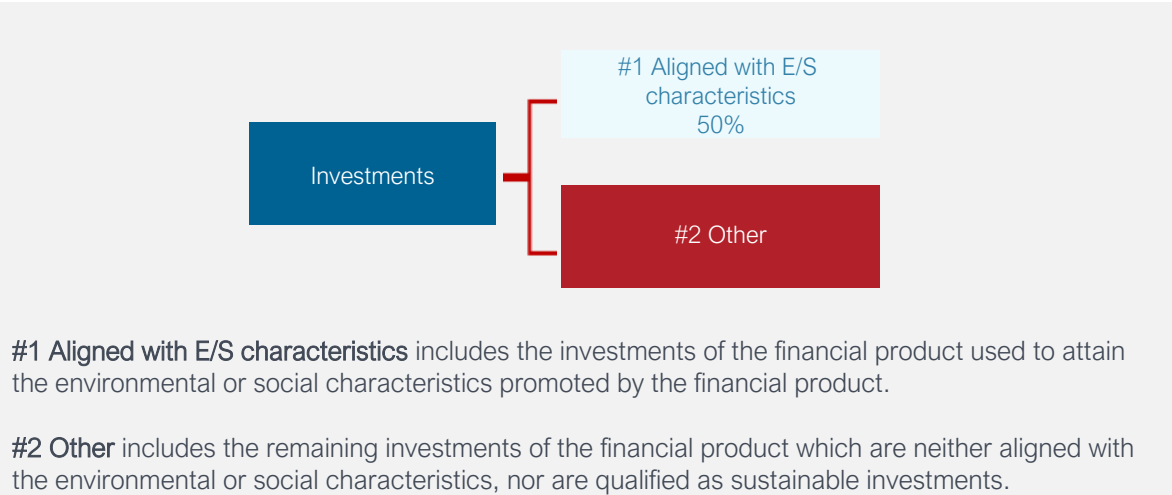 #1 Aligned with E/S
characteristics
50%
Investments
#2 Other
#1 Aligned with E/S characteristics includes the investments of the financial product used to attain
the environmental or social characteristics promoted by the financial product.
#2 Other includes the remaining investments of the financial product which are neither aligned with
the environmental or social characteristics, nor are qualified as sustainable investments.